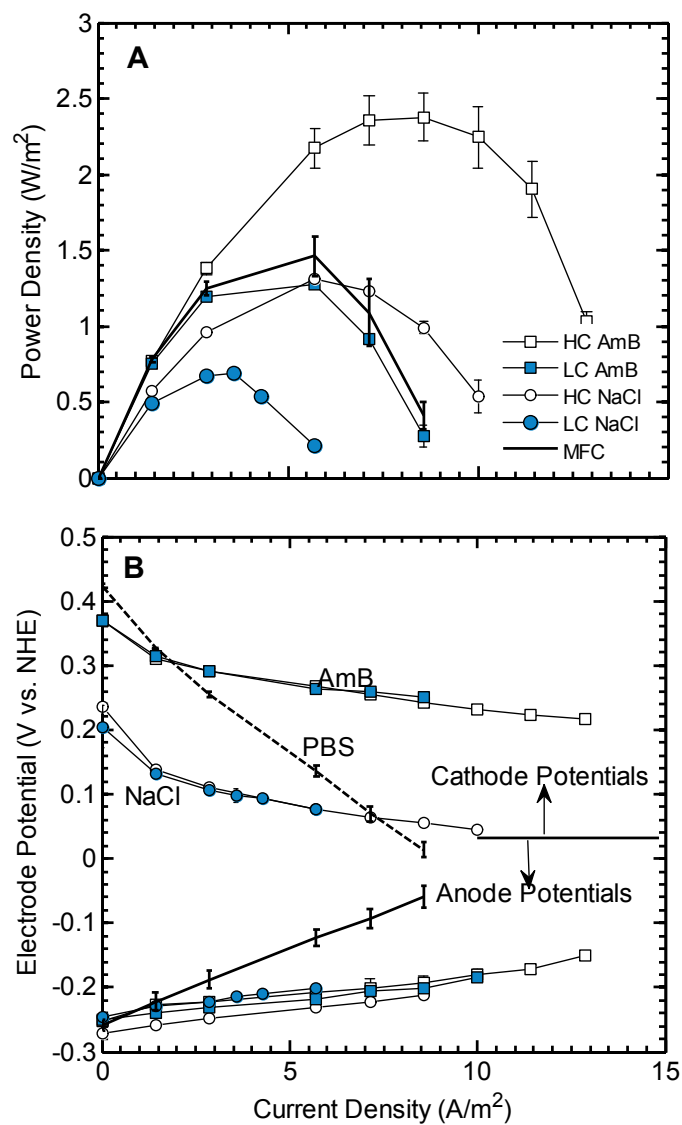 A
3
2.5
2
1.5
1
0.5
0
Power Density (W/m²)
HC AmB
LC AmB
HC NaCl
LC NaCl
MFC
B
0.5
0.4
0.3
0.2
0.1
0
-0.1
-0.2
-0.3
Electrode Potential (V vs. NHE)
AmB
PBS
NaCl
Cathode Potentials
Anode Potentials
0 5 10 15
Current Density (A/m²)